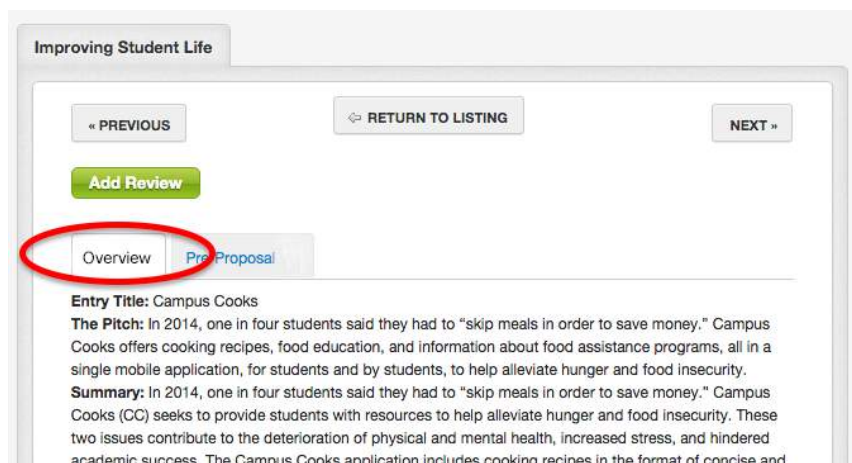 Improving Student Life
« PREVIOUS
RETURN TO LISTING
NEXT »
Add Review
Overview
Pre Proposal
Entry Title: Campus Cooks
The Pitch: In 2014, one in four students said they had to “skip meals in order to save money.” Campus
Cooks offers cooking recipes, food education, and information about food assistance programs, all in a
single mobile application, for students and by students, to help alleviate hunger and food insecurity.
Summary: In 2014, one in four students said they had to “skip meals in order to save money.” Campus
Cooks (CC) seeks to provide students with resources to help alleviate hunger and food insecurity. These
two issues contribute to the deterioration of physical and mental health, increased stress, and hindered
academic success. The Campus Cooks application includes cooking recipes in the format of concise and